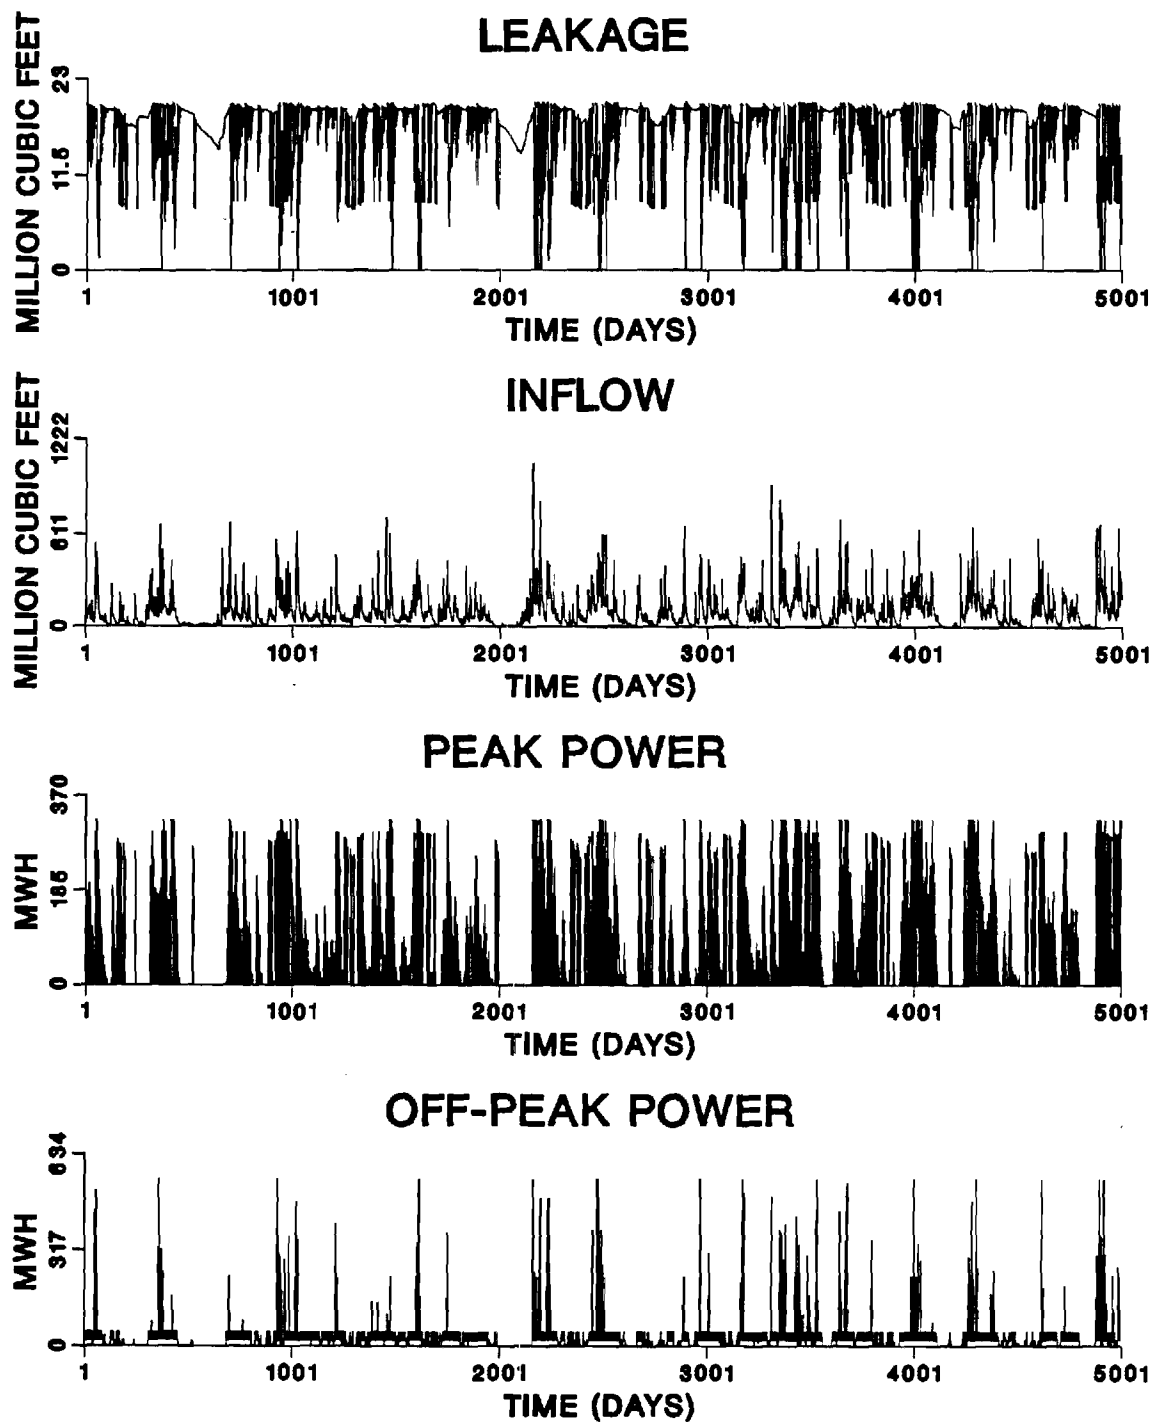 LEAKAGE
MILLION CUBIC FEET
23
11.5
0
1 1001 2001 3001 4001 5001
TIME (DAYS)
INFLOW
MILLION CUBIC FEET
1222
611
0
1 1001 2001 3001 4001 5001
TIME (DAYS)
PEAK POWER
MWH
370
185
0
1 1001 2001 3001 4001 5001
TIME (DAYS)
OFF-PEAK POWER
MWH
634
317
0
1 1001 2001 3001 4001 5001
TIME (DAYS)